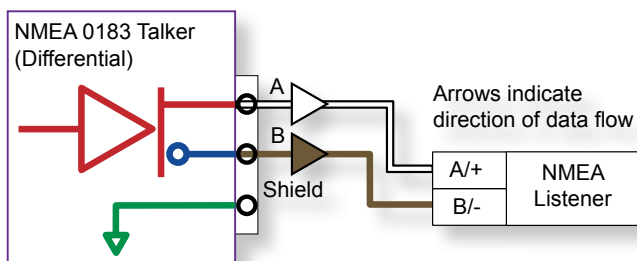 NMEA 0183 Talker
(Differential)
A
B
Shield
Arrows indicate
direction of data flow
A/+
B/-
NMEA
Listener